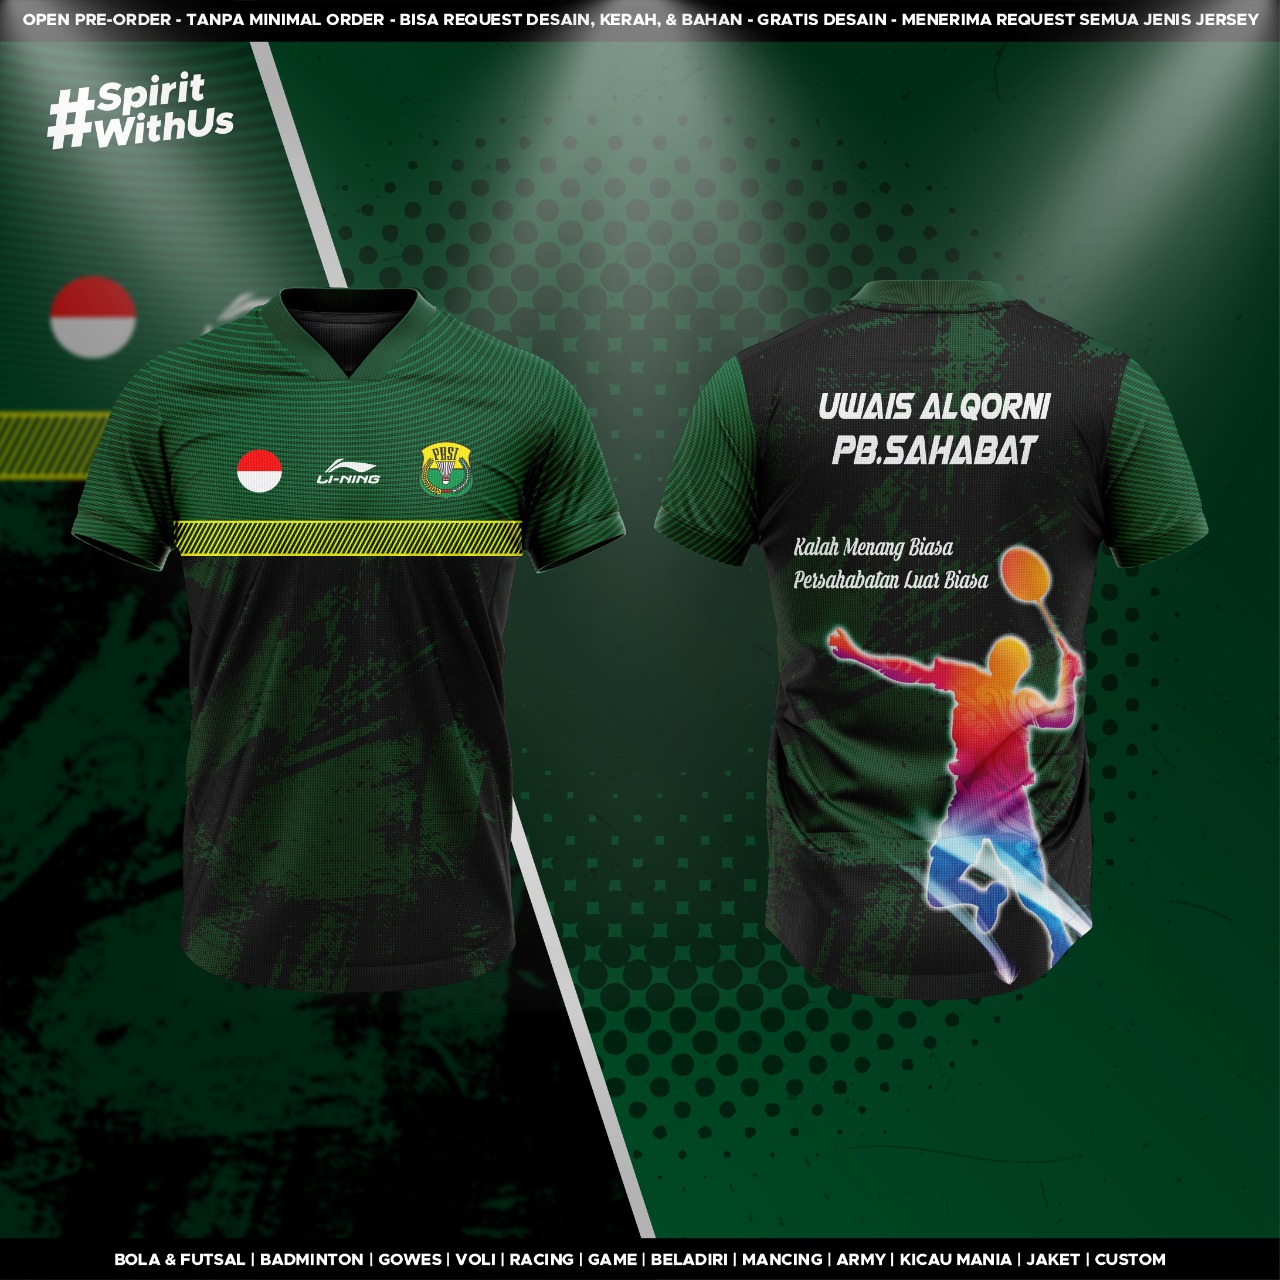 OPEN PRE-ORDER - TANPA MINIMAL ORDER - BISA REQUEST DESAIN, KERAH, & BAHAN - GRATIS DESAIN - MENERIMA REQUEST SEMUA JENIS JERSEY
#Spirit
WithUs
LI-NING
PBSI
UWAIS ALQORNI
PB.SAHABAT
Kalah Menang Biasa
Persahabatan Luar Biasa
BOLA & FUTSAL | BADMINTON | GOWES | VOLI | RACING | GAME | BELADIRI | MANCING | ARMY | KICAU MANIA | JAKET | CUSTOM